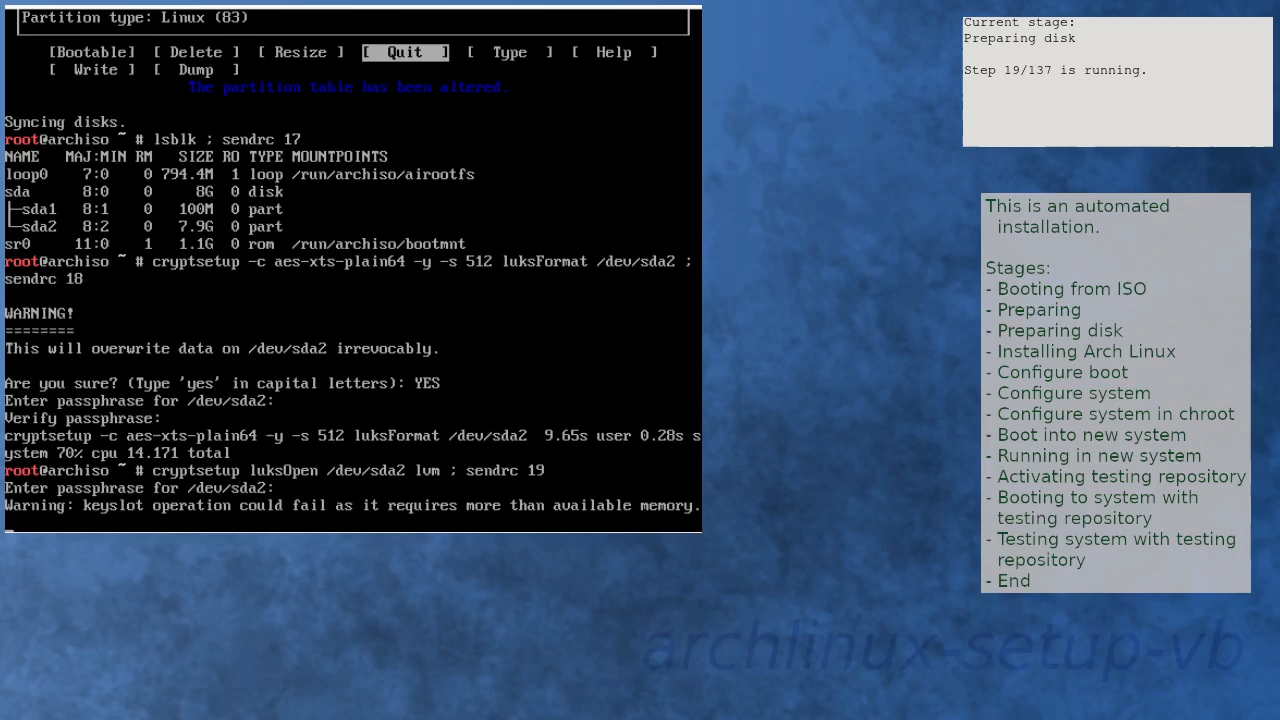 Partition type: Linux (83)
[Bootable] [ Delete ] [ Resize ] [ Quit ] [ Type ] [ Help ]
[ Write ] [ Dump ]
The partition table has been altered.
Syncing disks.
root@archiso ~ # lsblk ; sendrc 17
NAME MAJ:MIN RM SIZE RO TYPE MOUNTPOINTS
loop0 7:0 0 794.4M 1 loop /run/archiso/airootfs
sda 8:0 0 8G 0 disk
├─sda1 8:1 0 100M 0 part
└─sda2 8:2 0 7.9G 0 part
sr0 11:0 1 1.1G 0 rom /run/archiso/bootmnt
root@archiso ~ # cryptsetup -c aes-xts-plain64 -y -s 512 luksFormat /dev/sda2 ;
sendrc 18
WARNING!
========
This will overwrite data on /dev/sda2 irrevocably.
Are you sure? (Type 'yes' in capital letters): YES
Enter passphrase for /dev/sda2:
Verify passphrase:
cryptsetup -c aes-xts-plain64 -y -s 512 luksFormat /dev/sda2 9.65s user 0.28s s
ystem 70% cpu 14.171 total
root@archiso ~ # cryptsetup luksOpen /dev/sda2 lvm ; sendrc 19
Enter passphrase for /dev/sda2:
Warning: keyslot operation could fail as it requires more than available memory.
Current stage:
Preparing disk
Step 19/137 is running.
This is an automated
installation.
Stages:
- Booting from ISO
- Preparing
- Preparing disk
- Installing Arch Linux
- Configure boot
- Configure system
- Configure system in chroot
- Boot into new system
- Running in new system
- Activating testing repository
- Booting to system with
testing repository
- Testing system with testing
repository
- End
archlinux-setup-vb